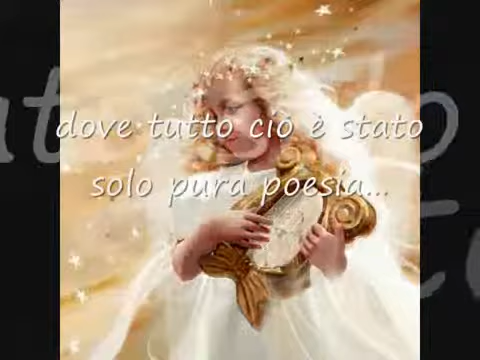 dove tutto ciò è stato
solo pura poesia...